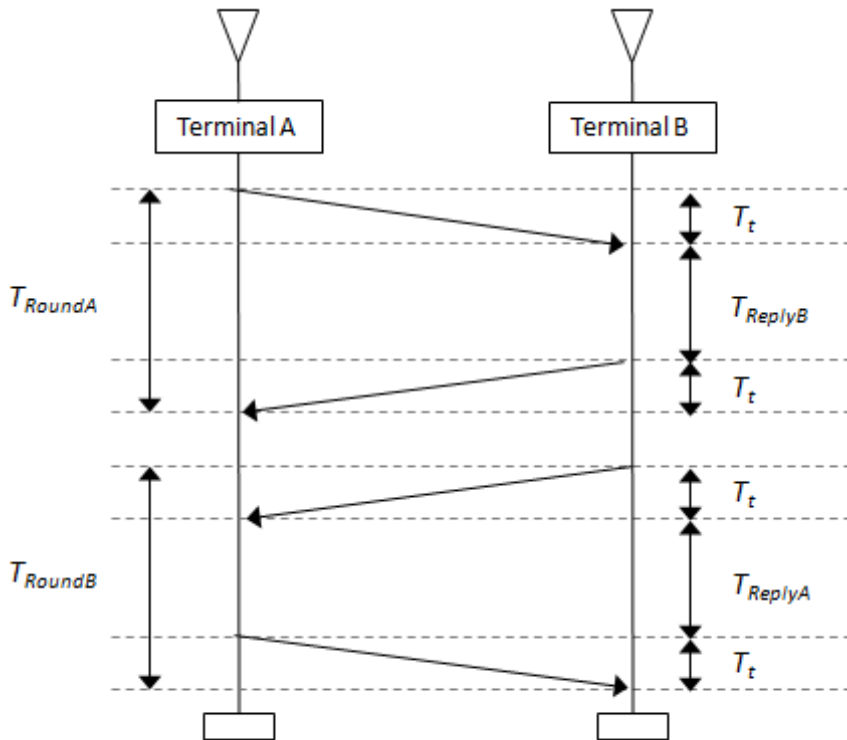 Terminal A
Terminal B
T_t
T_RoundA
T_ReplyB
T_t
T_t
T_RoundB
T_ReplyA
T_t